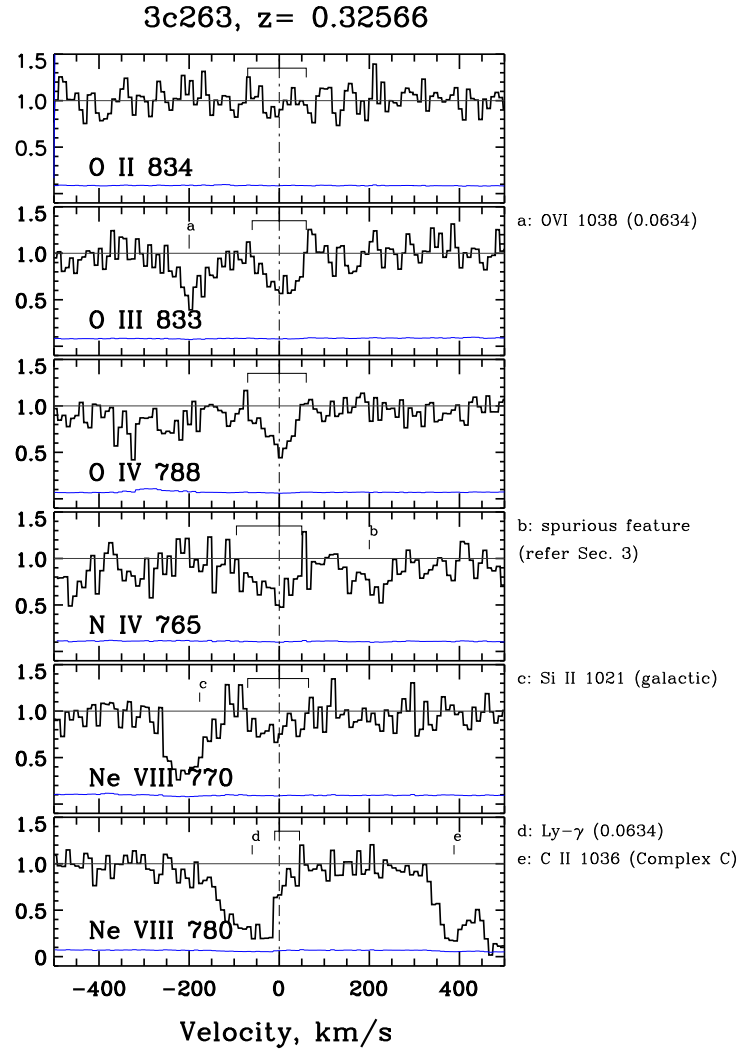 3c263, z= 0.32566
1.5
1.0
0.5
O II 834
1.5
a
a: OVI 1038 (0.0634)
1.0
0.5
O III 833
1.5
1.0
0.5
O IV 788
1.5
b
b: spurious feature
(refer Sec. 3)
1.0
0.5
N IV 765
1.5
c
c: Si II 1021 (galactic)
1.0
0.5
Ne VIII 770
1.5
d
e
d: Ly-γ (0.0634)
e: C II 1036 (Complex C)
1.0
0.5
Ne VIII 780
0
-400 -200 0 200 400
Velocity, km/s